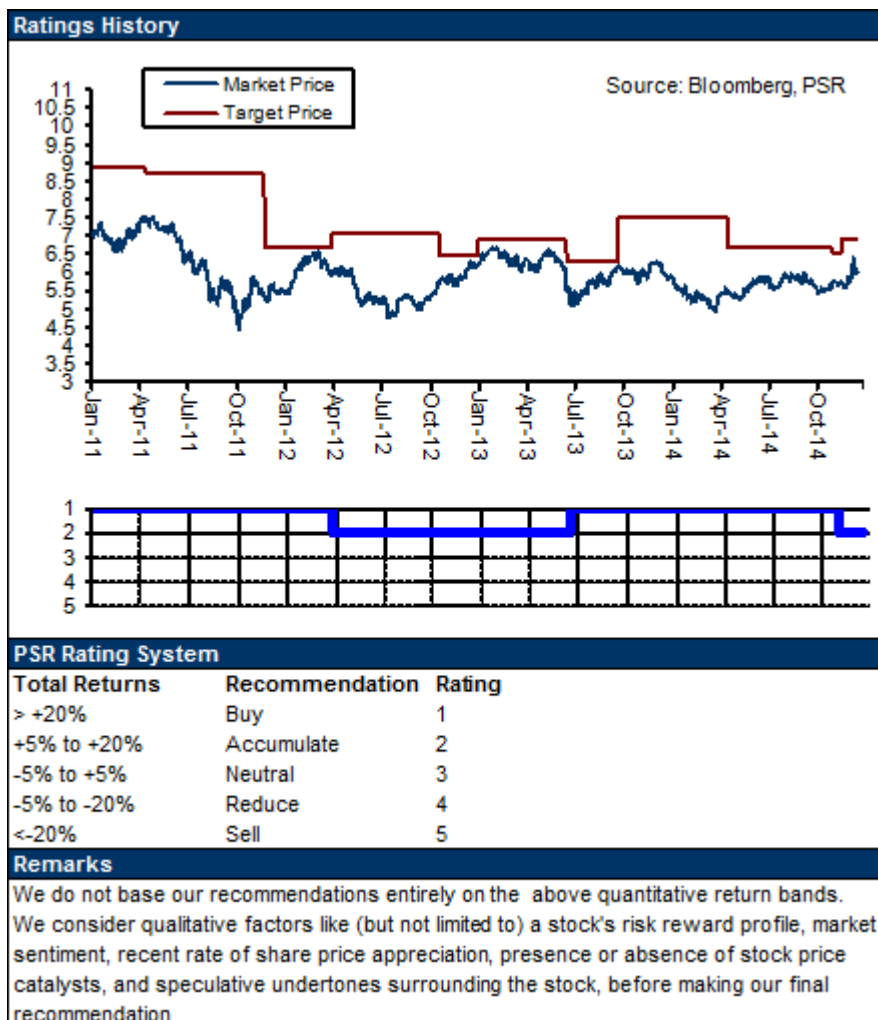 Ratings History
Market Price
Target Price
Source: Bloomberg, PSR
11
10.5
10
9.5
9
8.5
8
7.5
7
6.5
6
5.5
5
4.5
4
3.5
3
Jan-11
Apr-11
Jul-11
Oct-11
Jan-12
Apr-12
Jul-12
Oct-12
Jan-13
Apr-13
Jul-13
Oct-13
Jan-14
Apr-14
Jul-14
Oct-14
1
2
3
4
5
PSR Rating System
Total Returns Recommendation Rating
> +20% Buy 1
+5% to +20% Accumulate 2
-5% to +5% Neutral 3
-5% to -20% Reduce 4
<-20% Sell 5
Remarks
We do not base our recommendations entirely on the above quantitative return bands.
We consider qualitative factors like (but not limited to) a stock's risk reward profile, market
sentiment, recent rate of share price appreciation, presence or absence of stock price
catalysts, and speculative undertones surrounding the stock, before making our final
recommendation